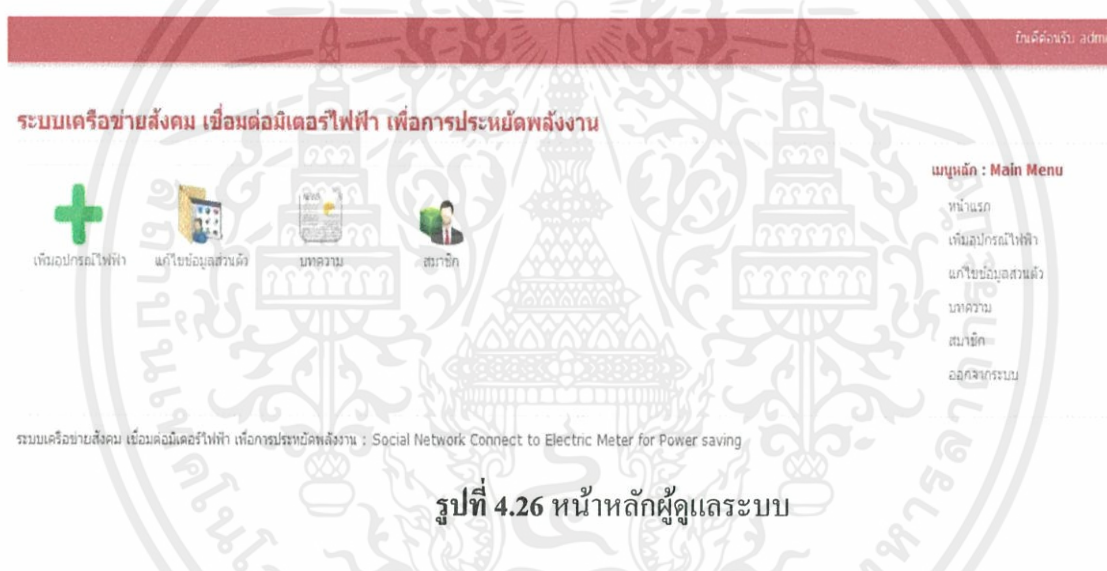 ยินดีต้อนรับ
ระบบเครือข่ายสังคม เชื่อมต่อมิเตอร์ไฟฟ้า เพื่อการประหยัดพลังงาน
เพิ่มอุปกรณ์ไฟฟ้า แก้ไขข้อมูลส่วนตัว บทความ สมาชิก
เมนูหลัก : Main Menu
หน้าแรก
เพิ่มอุปกรณ์ไฟฟ้า
แก้ไขข้อมูลส่วนตัว
บทความ
สมาชิก
ออกจากระบบ
ระบบเครือข่ายสังคม เชื่อมต่อมิเตอร์ไฟฟ้า เพื่อการประหยัดพลังงาน : Social Network Connect to Electric Meter for Power saving
รูปที่ 4.26 หน้าหลักผู้ดูแลระบบ